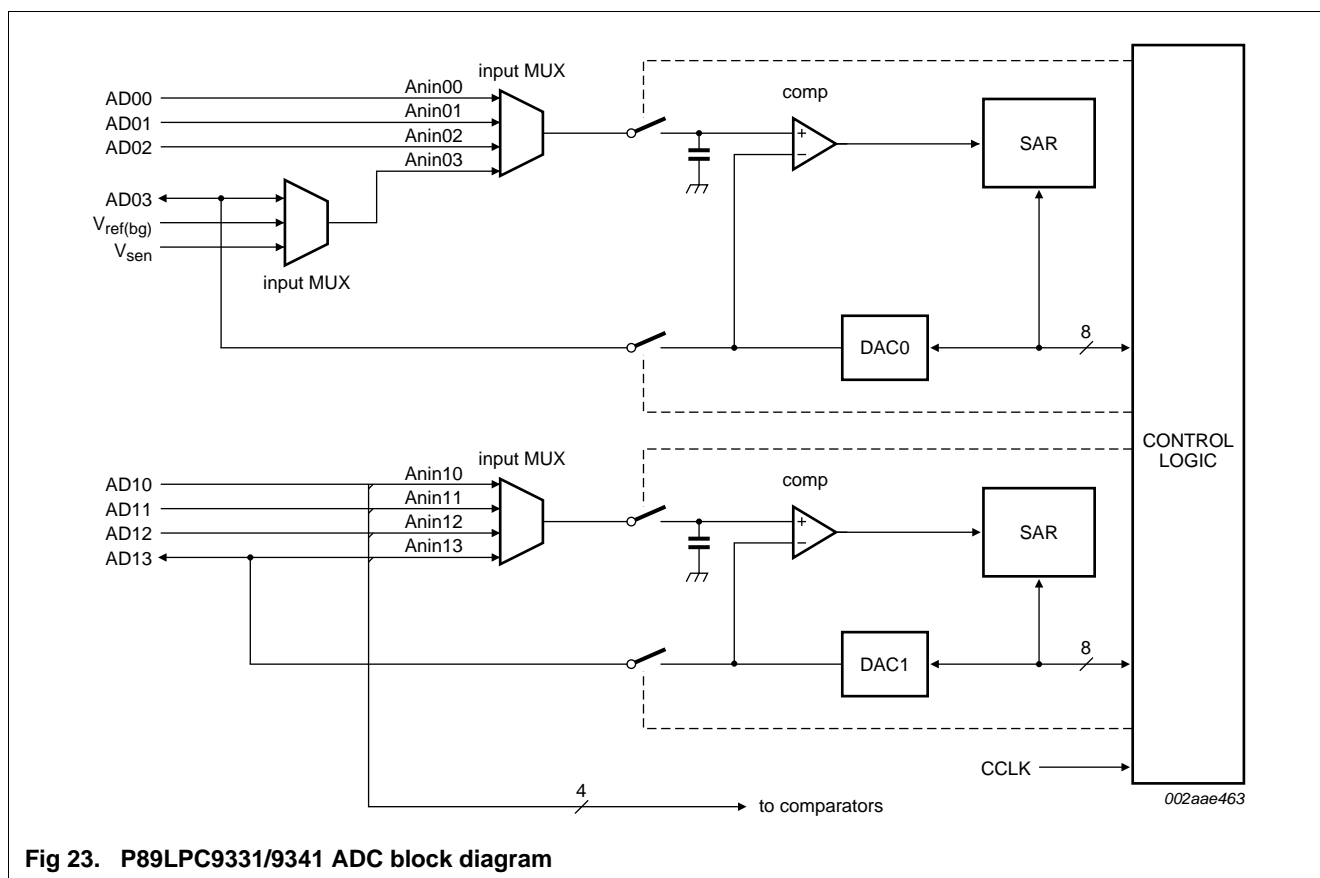 input MUX
Anin00
AD00
Anin01
AD01
Anin02
AD02
Anin03
comp
+
−
SAR
AD03
Vref(bg)
Vsen
input MUX
DAC0
8
CONTROL
LOGIC
input MUX
Anin10
AD10
Anin11
AD11
Anin12
AD12
Anin13
AD13
comp
+
−
SAR
DAC1
8
CCLK
4
to comparators
002aae463
Fig 23. P89LPC9331/9341 ADC block diagram